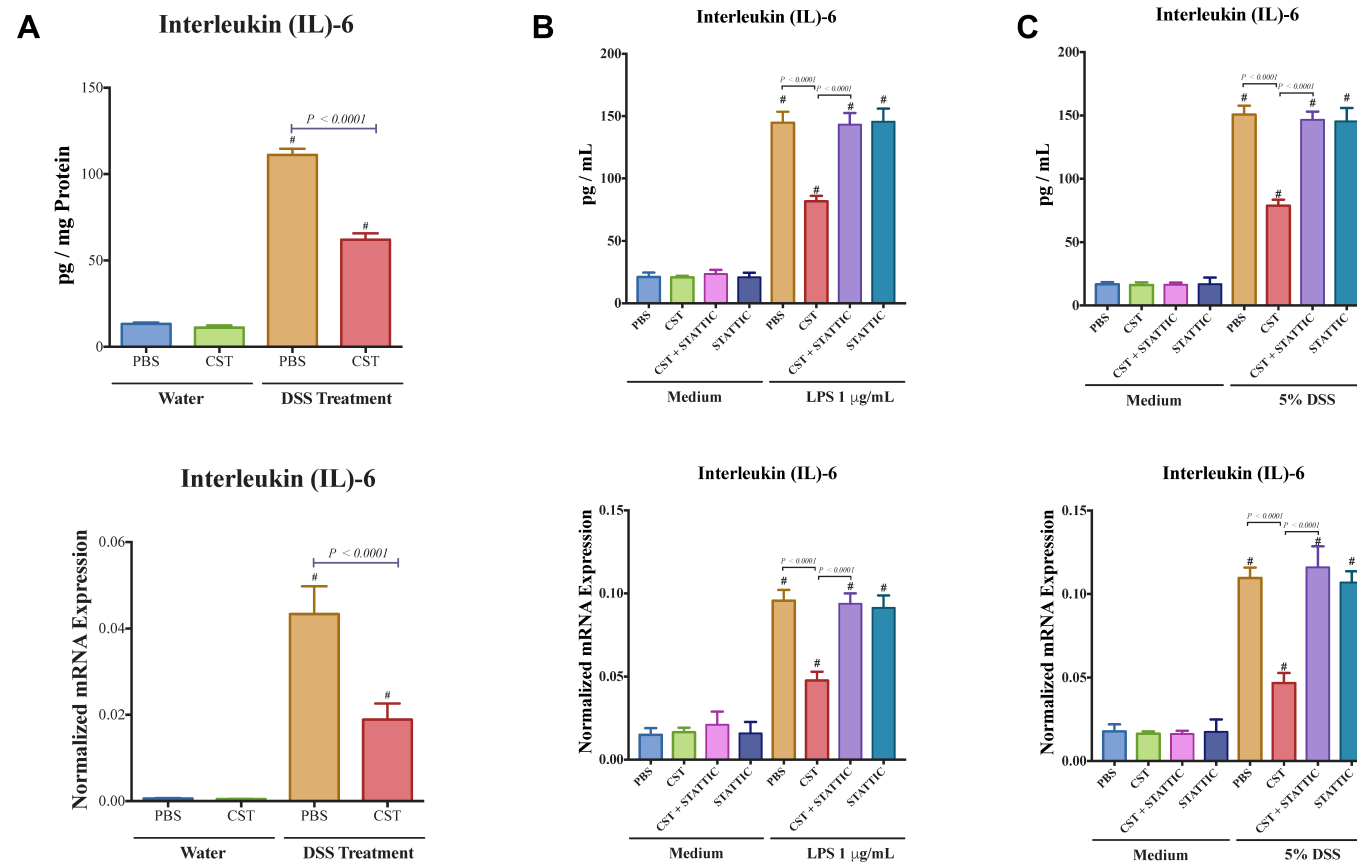 A
Interleukin (IL)-6
pg / mg Protein
150
100
50
0
P < 0.0001
#
#
PBS
CST
PBS
CST
Water
DSS Treatment
B
Interleukin (IL)-6
pg / mL
200
150
100
50
0
P < 0.0001
P < 0.0001
#
#
#
#
PBS
CST
CST + STATTIC
STATTIC
PBS
CST
CST + STATTIC
STATTIC
Medium
LPS 1 μg/mL
C
Interleukin (IL)-6
pg / mL
200
150
100
50
0
P < 0.0001
P < 0.0001
#
#
#
#
PBS
CST
CST + STATTIC
STATTIC
PBS
CST
CST + STATTIC
STATTIC
Medium
5% DSS
Interleukin (IL)-6
Normalized mRNA Expression
0.06
0.04
0.02
0.00
P < 0.0001
#
#
PBS
CST
PBS
CST
Water
DSS Treatment
Interleukin (IL)-6
Normalized mRNA Expression
0.15
0.10
0.05
0.00
P < 0.0001
P < 0.0001
#
#
#
#
PBS
CST
CST + STATTIC
STATTIC
PBS
CST
CST + STATTIC
STATTIC
Medium
LPS 1 μg/mL
Interleukin (IL)-6
Normalized mRNA Expression
0.15
0.10
0.05
0.00
P < 0.0001
P < 0.0001
#
#
#
#
PBS
CST
CST + STATTIC
STATTIC
PBS
CST
CST + STATTIC
STATTIC
Medium
5% DSS